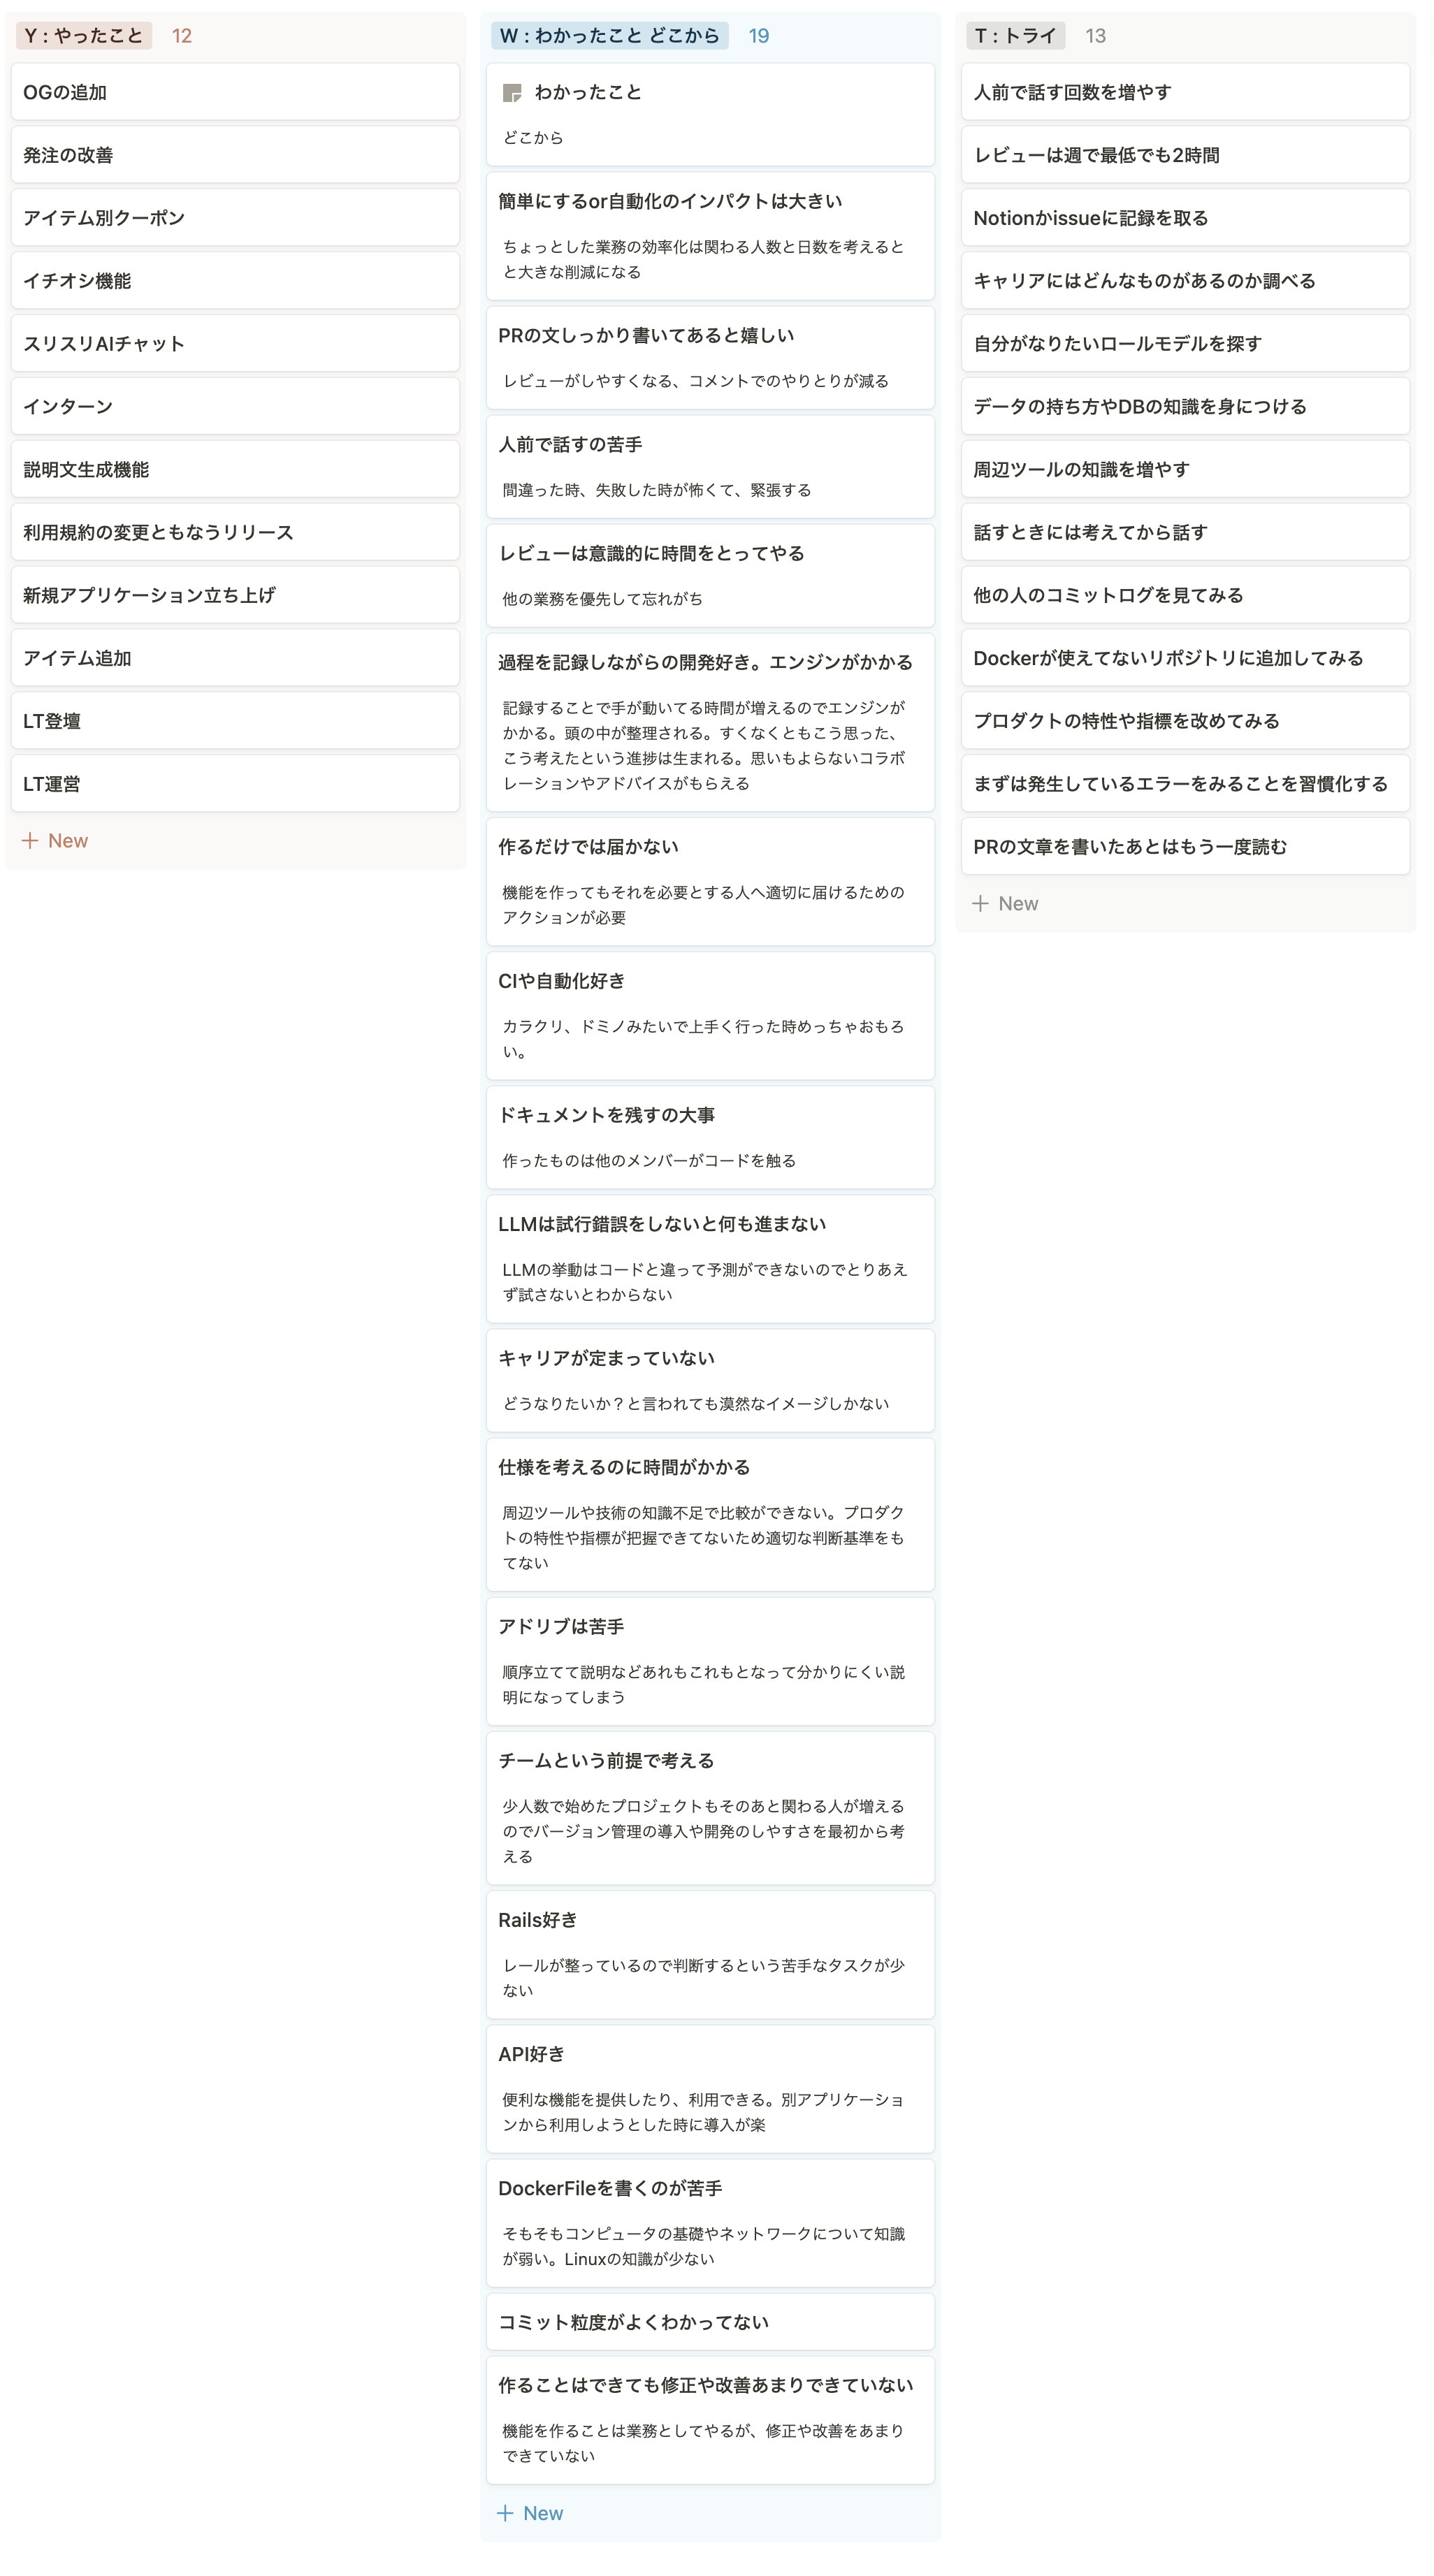 Y : やったこと 12
OGの追加
発注の改善
アイテム別クーポン
イチオシ機能
スリスリAIチャット
インターン
説明文生成機能
利用規約の変更ともなうリリース
新規アプリケーション立ち上げ
アイテム追加
LT登壇
LT運営
+ New
W : わかったこと どこから 19
わかったこと
どこから
簡単にするor自動化のインパクトは大きい
ちょっとした業務の効率化は関わる人数と日数を考えると
と大きな削減になる
PRの文しっかり書いてあると嬉しい
レビューがしやすくなる、コメントでのやりとりが減る
人前で話すの苦手
間違った時、失敗した時が怖くて、緊張する
レビューは意識的に時間をとってやる
他の業務を優先して忘れがち
過程を記録しながらの開発好き。エンジンがかかる
記録することで手が動いてる時間が増えるのでエンジンが
かかる。頭の中が整理される。すくなくともこう思った、
こう考えたという進捗は生まれる。思いもよらないコラボ
レーションやアドバイスがもらえる
作るだけでは届かない
機能を作ってもそれを必要とする人へ適切に届けるための
アクションが必要
CIや自動化好き
カラクリ、ドミノみたいで上手く行った時めっちゃおもろ
い。
ドキュメントを残すの大事
作ったものは他のメンバーがコードを触る
LLMは試行錯誤をしないと何も進まない
LLMの挙動はコードと違って予測ができないのでとりあえ
ず試さないとわからない
キャリアが定まっていない
どうなりたいか？と言われても漠然なイメージしかない
仕様を考えるのに時間がかかる
周辺ツールや技術の知識不足で比較ができない。プロダク
トの特性や指標が把握できてないため適切な判断基準をも
てない
アドリブは苦手
順序立てて説明などあれもこれもとなって分かりにくい説
明になってしまう
チームという前提で考える
少人数で始めたプロジェクトもそのあと関わる人が増える
のでバージョン管理の導入や開発のしやすさを最初から考
える
Rails好き
レールが整っているので判断するという苦手なタスクが少
ない
API好き
便利な機能を提供したり、利用できる。別アプリケーショ
ンから利用しようとした時に導入が楽
DockerFileを書くのが苦手
そもそもコンピュータの基礎やネットワークについて知識
が弱い。Linuxの知識が少ない
コミット粒度がよくわかってない
作ることはできても修正や改善あまりできていない
機能を作ることは業務としてやるが、修正や改善をあまり
できていない
+ New
T : トライ 13
人前で話す回数を増やす
レビューは週で最低でも2時間
Notionかissueに記録を取る
キャリアにはどんなものがあるのか調べる
自分がなりたいロールモデルを探す
データの持ち方やDBの知識を身につける
周辺ツールの知識を増やす
話すときには考えてから話す
他の人のコミットログを見てみる
Dockerが使えてないリポジトリに追加してみる
プロダクトの特性や指標を改めてみる
まずは発生しているエラーをみることを習慣化する
PRの文章を書いたあとはもう一度読む
+ New